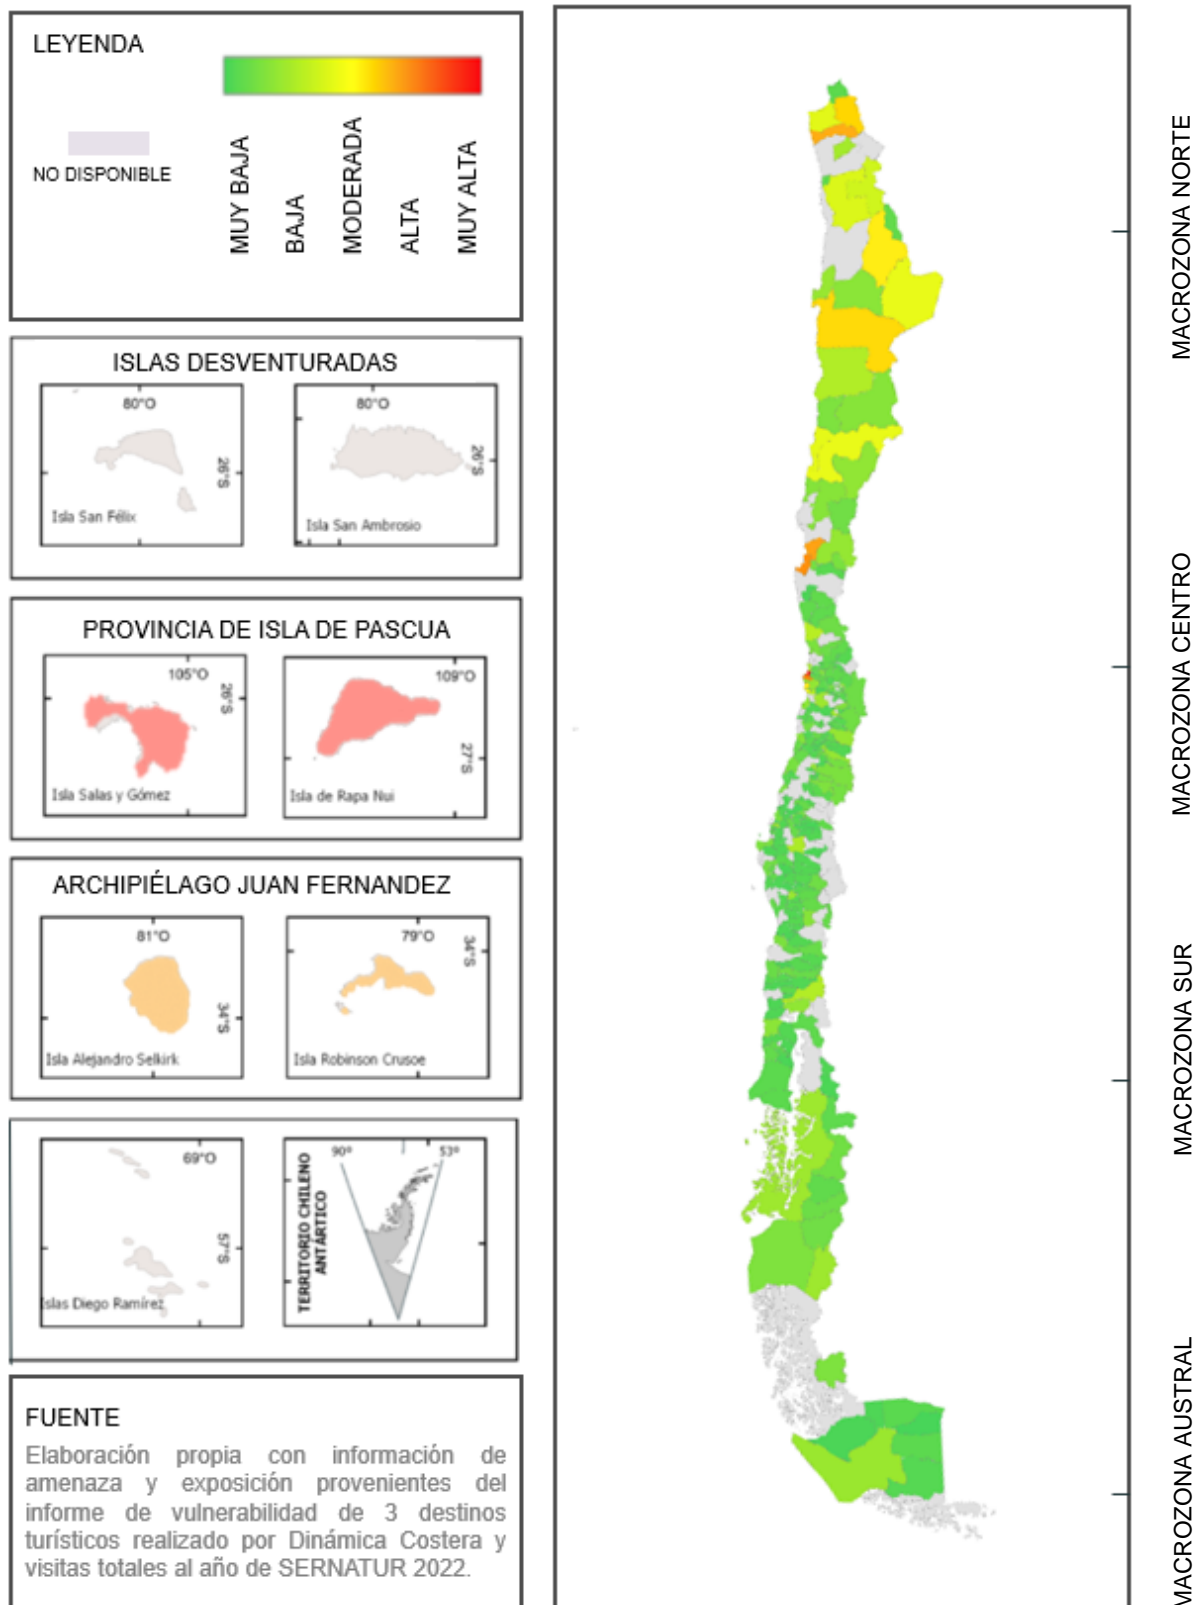 LEYENDA
NO DISPONIBLE
MUY BAJA
BAJA
MODERADA
ALTA
MUY ALTA
ISLAS DESVENTURADAS
80°O
26°S
Isla San Félix
80°O
26°S
Isla San Ambrosio
PROVINCIA DE ISLA DE PASCUA
105°O
26°S
Isla Salas y Gómez
109°O
27°S
Isla de Rapa Nui
ARCHIPIÉLAGO JUAN FERNANDEZ
81°O
34°S
Isla Alejandro Selkirk
79°O
34°S
Isla Robinson Crusoe
69°O
57°S
Islas Diego Ramírez
90°
53°
TERRITORIO CHILENO
ANTÁRTICO
FUENTE
Elaboración propia con información de
amenaza y exposición provenientes del
informe de vulnerabilidad de 3 destinos
turísticos realizado por Dinámica Costera y
visitas totales al año de SERNATUR 2022.
MACROZONA NORTE
MACROZONA CENTRO
MACROZONA SUR
MACROZONA AUSTRAL